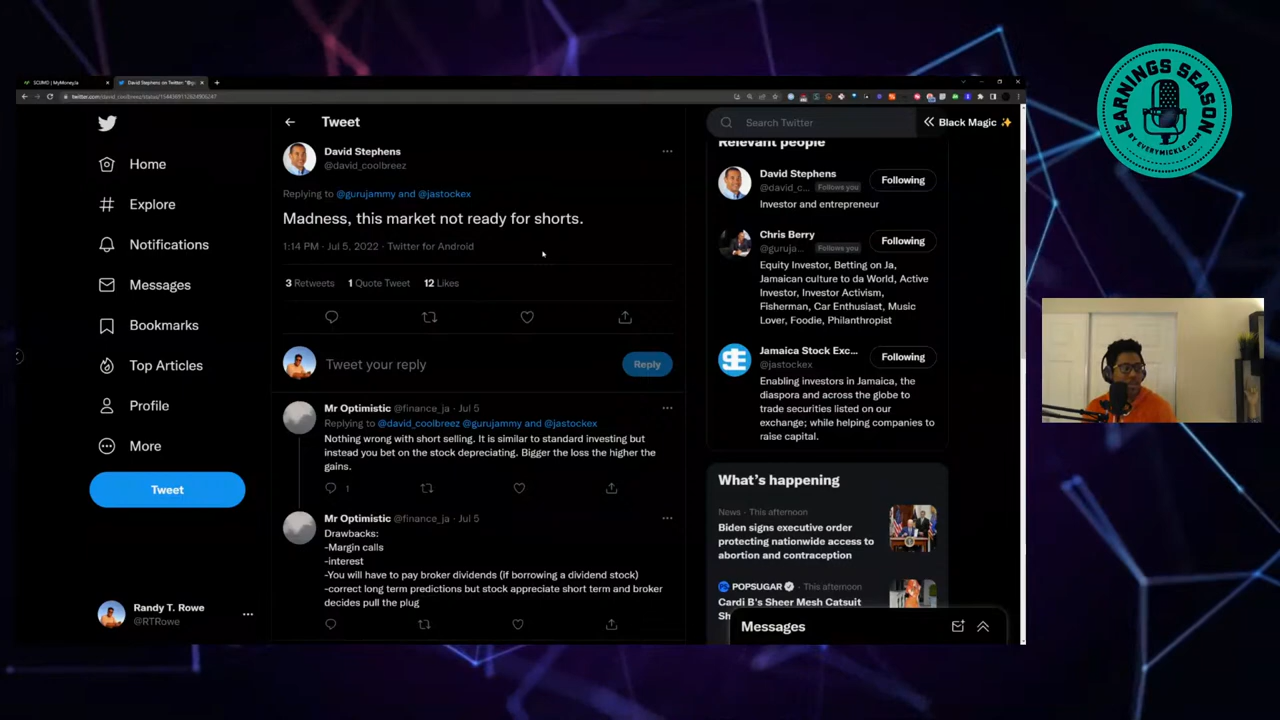 SOJMD | MyMoneyJa
David Stephens on Twitter: "@gu
Home
Explore
Notifications
Messages
Bookmarks
Top Articles
Profile
More
Tweet
Randy T. Rowe
@RTRowe
Tweet
David Stephens
@david_coolbreez
Replying to @gurujammy and @jastockex
Madness, this market not ready for shorts.
1:14 PM · Jul 5, 2022 · Twitter for Android
3 Retweets 1 Quote Tweet 12 Likes
Tweet your reply
Reply
Mr Optimistic @finance_ja · Jul 5
Replying to @david_coolbreez @gurujammy and @jastockex
Nothing wrong with short selling. It is similar to standard investing but
instead you bet on the stock depreciating. Bigger the loss the higher the
gains.
1
Mr Optimistic @finance_ja · Jul 5
Drawbacks:
-Margin calls
-interest
-You will have to pay broker dividends (if borrowing a dividend stock)
-correct long term predictions but stock appreciate short term and broker
decides pull the plug
Search Twitter
Black Magic ✨
Relevant people
David Stephens
@david_c... Follows you
Following
Investor and entrepreneur
Chris Berry
@guruja... Follows you
Following
Equity Investor, Betting on Ja,
Jamaican culture to da World, Active
Investor, Investor Activism,
Fisherman, Car Enthusiast, Music
Lover, Foodie, Philanthropist
Jamaica Stock Exc...
@jastockex
Following
Enabling investors in Jamaica, the
diaspora and across the globe to
trade securities listed on our
exchange; while helping companies to
raise capital.
What's happening
News · This afternoon
Biden signs executive order
protecting nationwide access to
abortion and contraception
POPSUGAR · This afternoon
Cardi B's Sheer Mesh Catsuit
Messages
EARNINGS SEASON
BY EVERYMICKLE.COM